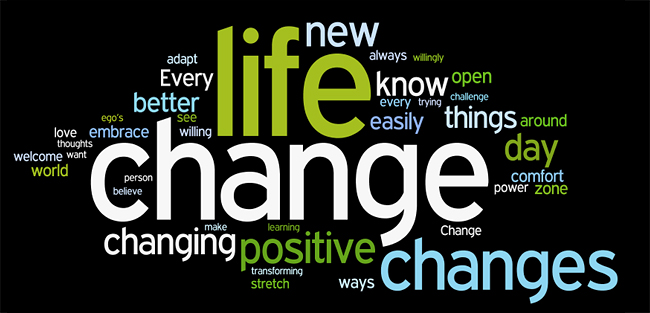 new
life
always
willingly
adapt
Every
know
open
better
every
trying
challenge
ego's
see
easily
things
around
love
embrace
willing
thoughts
change
day
welcome
want
world
person
comfort
believe
power
zone
make
learning
Change
changing
positive
changes
transforming
stretch
ways